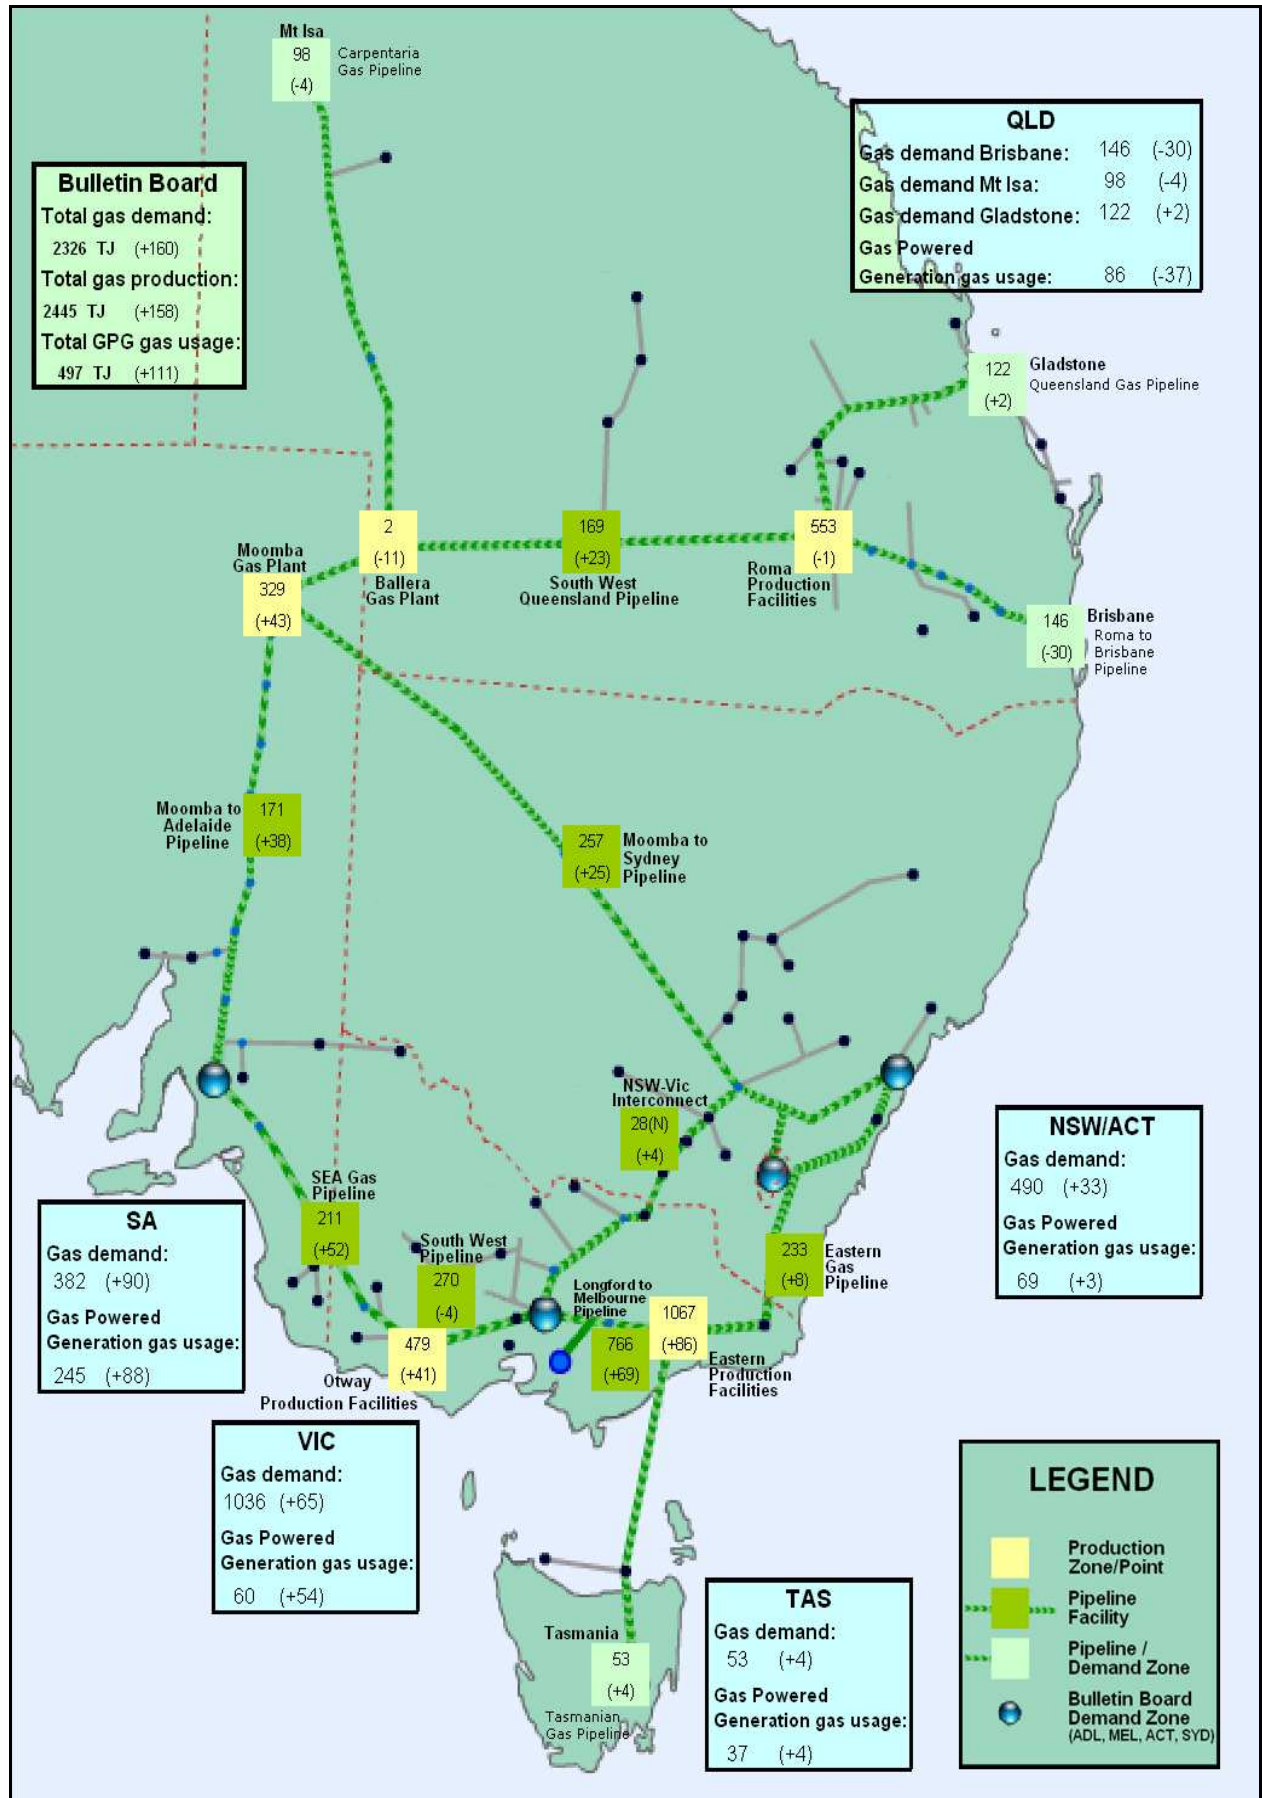 Mt Isa
98
(-4)
Carpentaria
Gas Pipeline
Bulletin Board
Total gas demand:
2326 TJ (+160)
Total gas production:
2445 TJ (+158)
Total GPG gas usage:
497 TJ (+111)
QLD
Gas demand Brisbane: 146 (-30)
Gas demand Mt Isa: 98 (-4)
Gas demand Gladstone: 122 (+2)
Gas Powered
Generation gas usage: 86 (-37)
122
(+2)
Gladstone
Queensland Gas Pipeline
Moomba
Gas Plant
329
(+43)
2
(-11)
Ballera
Gas Plant
169
(+23)
South West
Queensland Pipeline
553
(-1)
Roma
Production
Facilities
146
(-30)
Brisbane
Roma to
Brisbane
Pipeline
Moomba to
Adelaide
Pipeline
171
(+38)
257
(+25)
Moomba to
Sydney
Pipeline
NSW-Vic
Interconnect
28(N)
(+4)
NSW/ACT
Gas demand:
490 (+33)
Gas Powered
Generation gas usage:
69 (+3)
SA
Gas demand:
382 (+90)
Gas Powered
Generation gas usage:
245 (+88)
SEA Gas
Pipeline
211
(+52)
South West
Pipeline
270
(-4)
Longford to
Melbourne
Pipeline
233
(+8)
Eastern
Gas
Pipeline
479
(+41)
Otway
Production Facilities
766
(+69)
1067
(+86)
Eastern
Production
Facilities
VIC
Gas demand:
1036 (+65)
Gas Powered
Generation gas usage:
60 (+54)
Tasmania
53
(+4)
Tasmanian
Gas Pipeline
TAS
Gas demand:
53 (+4)
Gas Powered
Generation gas usage:
37 (+4)
LEGEND
Production
Zone/Point
Pipeline
Facility
Pipeline /
Demand Zone
Bulletin Board
Demand Zone
(ADL, MEL, ACT, SYD)